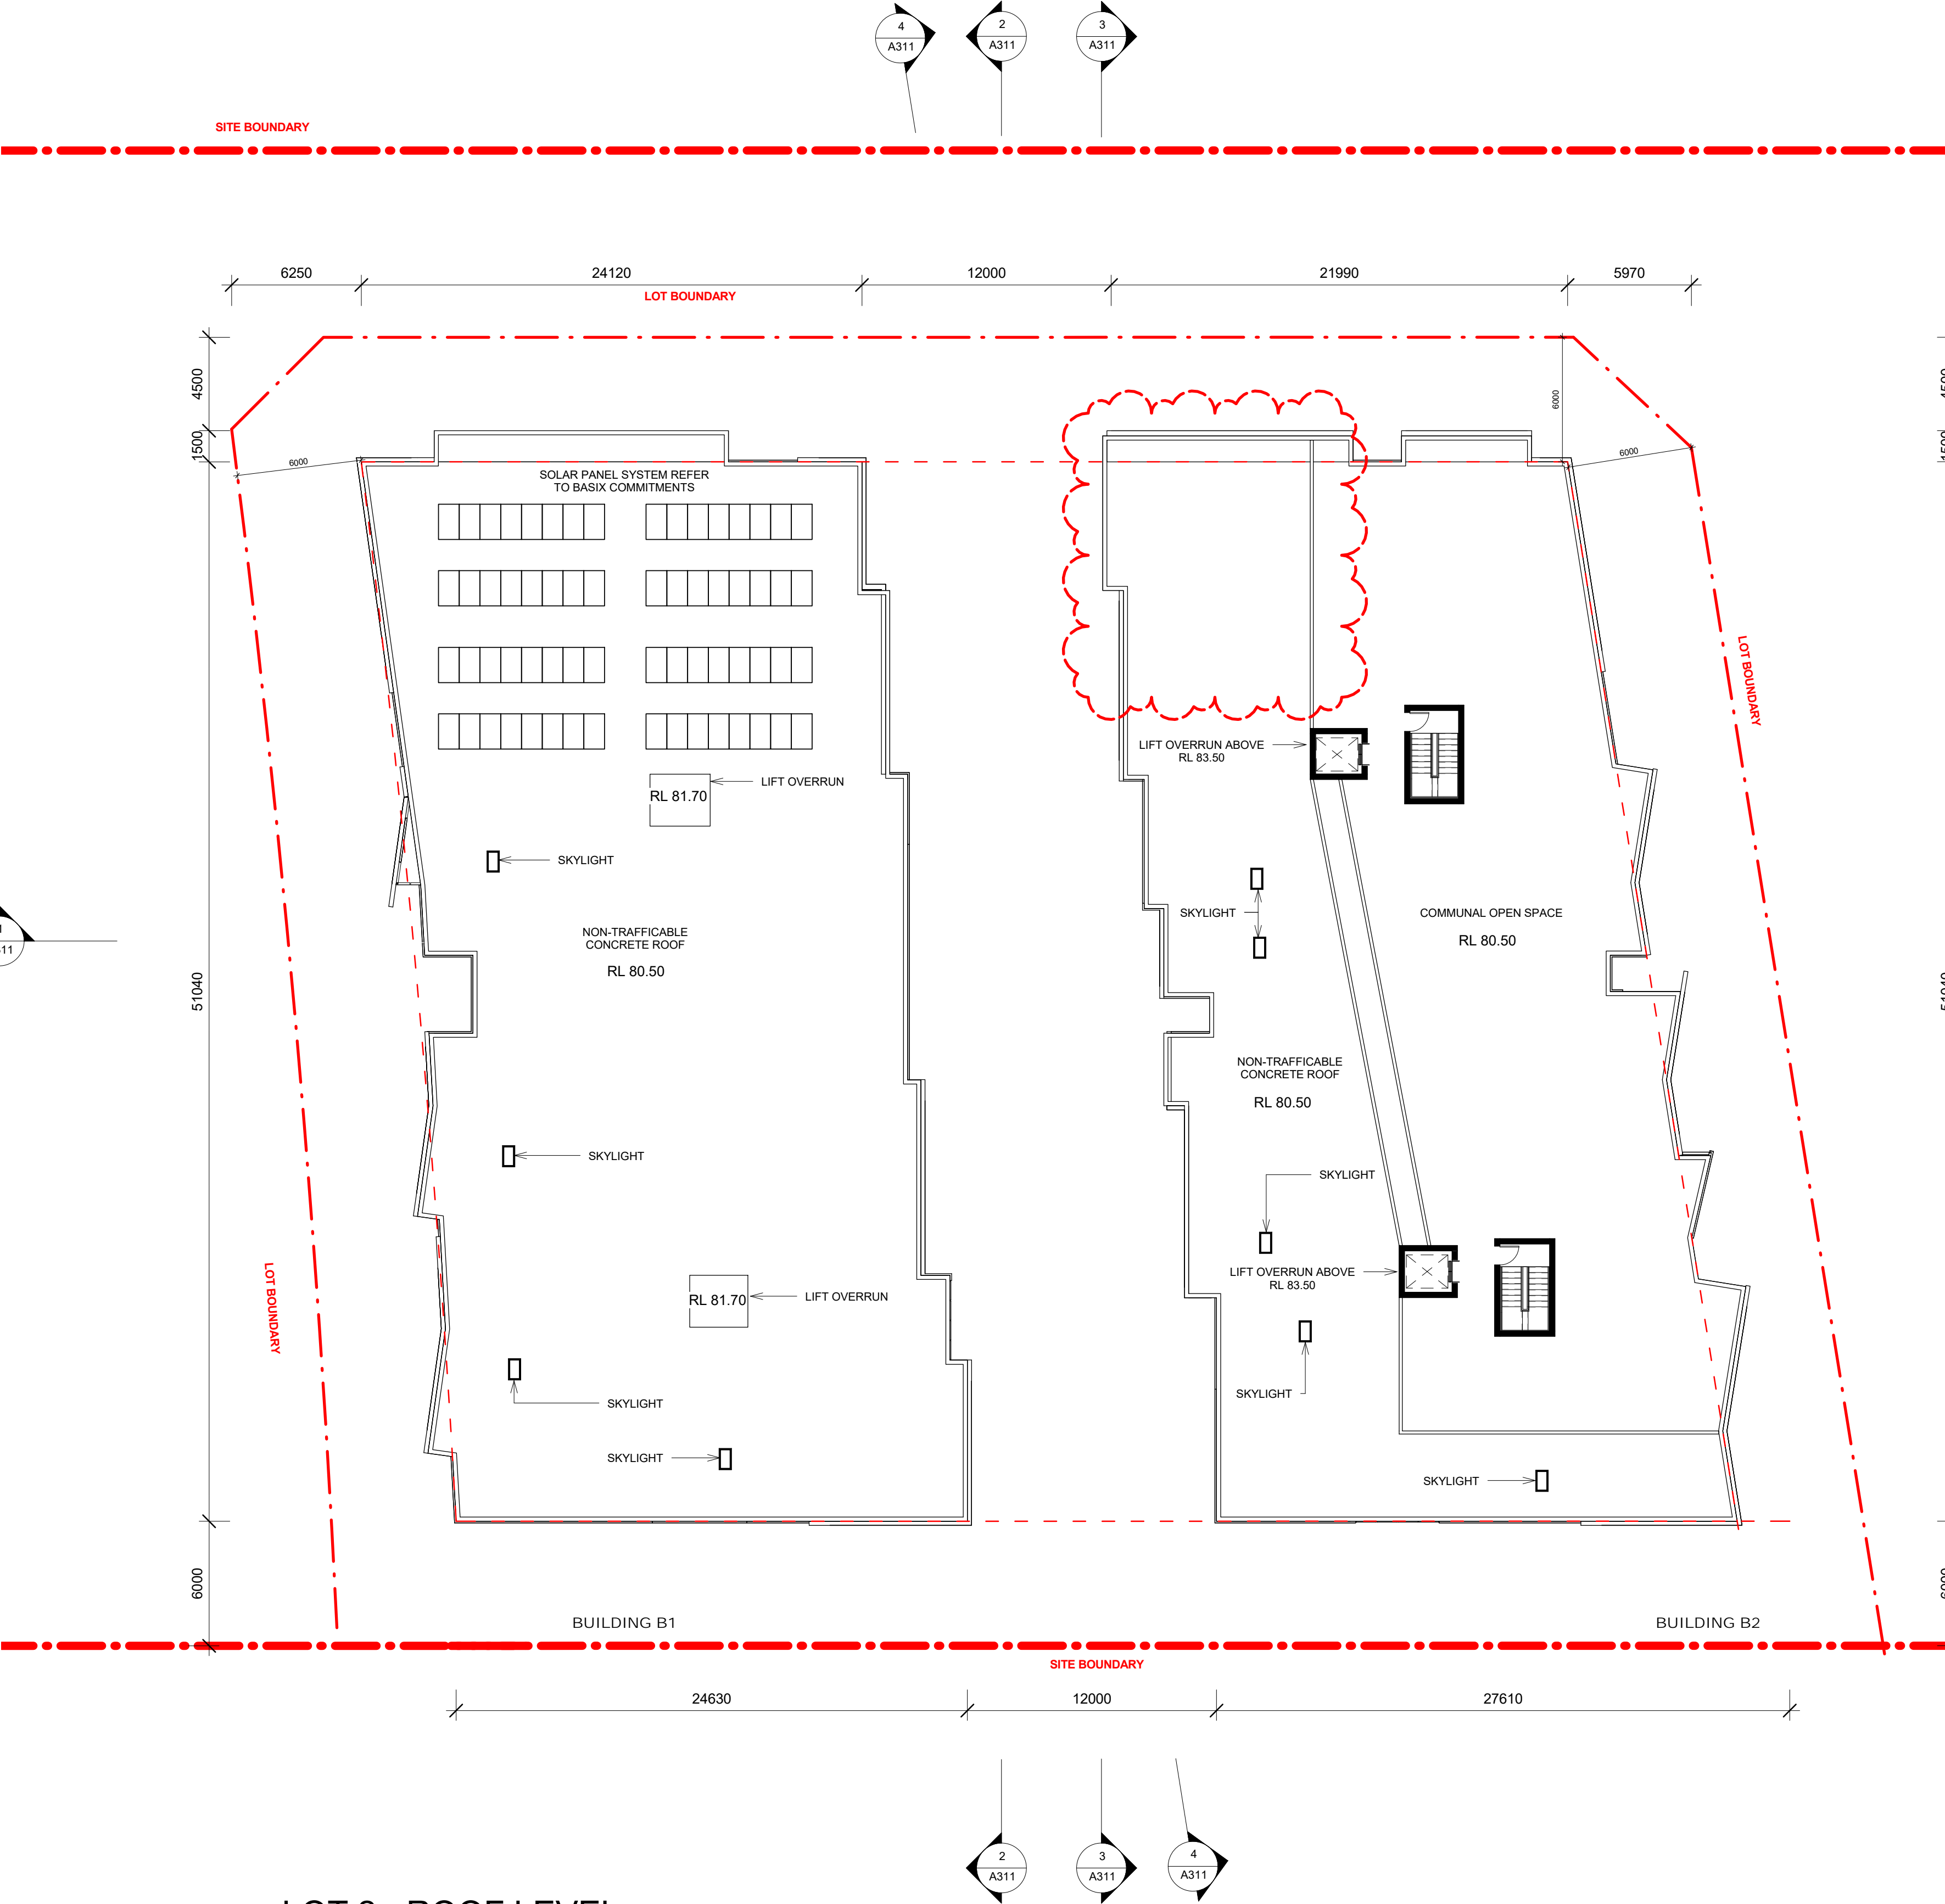 4
A311
2
A311
3
A311
SITE BOUNDARY
6250
24120
12000
21990
5970
LOT BOUNDARY
4500
1500
6000
6000
6000
SOLAR PANEL SYSTEM REFER
TO BASIX COMMITMENTS
LOT BOUNDARY
LIFT OVERRUN ABOVE
RL 83.50
LIFT OVERRUN
RL 81.70
SKYLIGHT
SKYLIGHT
COMMUNAL OPEN SPACE
RL 80.50
NON-TRAFFICABLE
CONCRETE ROOF
RL 80.50
51040
NON-TRAFFICABLE
CONCRETE ROOF
RL 80.50
SKYLIGHT
SKYLIGHT
LIFT OVERRUN ABOVE
RL 83.50
LOT BOUNDARY
RL 81.70
LIFT OVERRUN
SKYLIGHT
SKYLIGHT
SKYLIGHT
SKYLIGHT
6000
BUILDING B1
BUILDING B2
SITE BOUNDARY
24630
12000
27610
2
A311
3
A311
4
A311